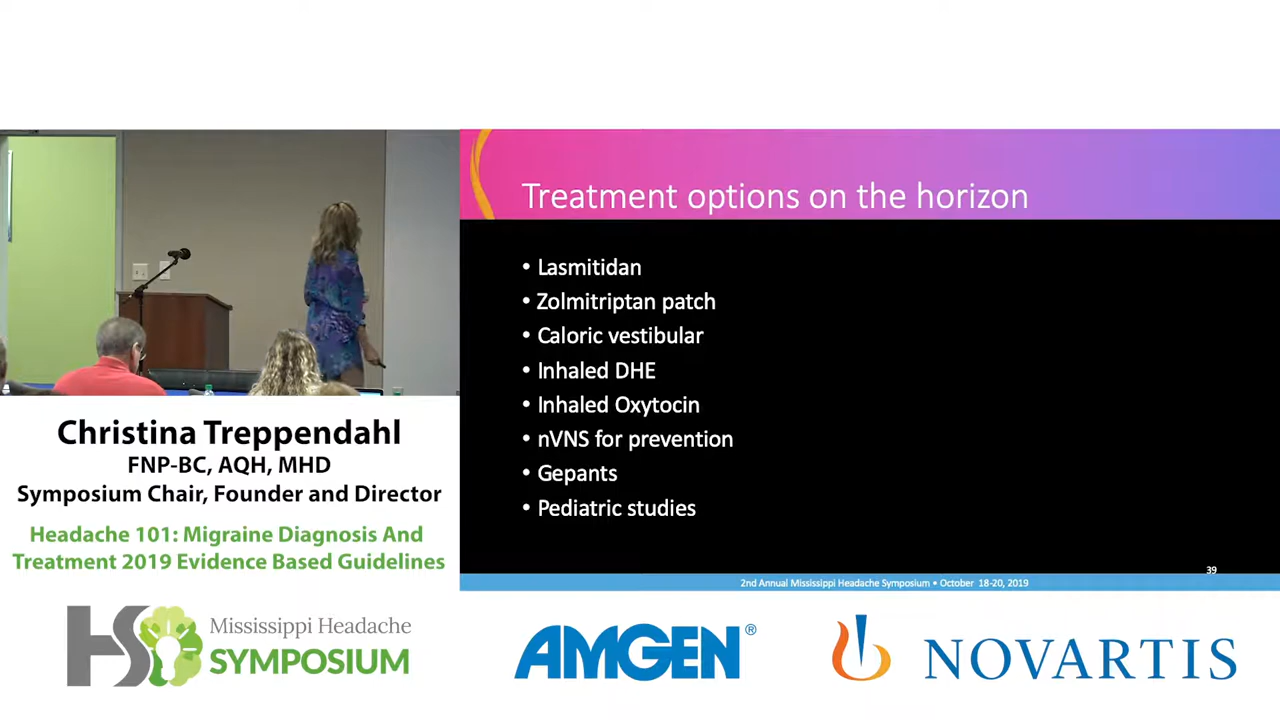 Treatment options on the horizon
• Lasmitidan
• Zolmitriptan patch
• Caloric vestibular
• Inhaled DHE
• Inhaled Oxytocin
• nVNS for prevention
• Gepants
• Pediatric studies
39
2nd Annual Mississippi Headache Symposium • October 18-20, 2019
Christina Treppendahl
FNP-BC, AQH, MHD
Symposium Chair, Founder and Director
Headache 101: Migraine Diagnosis And
Treatment 2019 Evidence Based Guidelines
HS
Mississippi Headache
SYMPOSIUM
AMGEN®
NOVARTIS